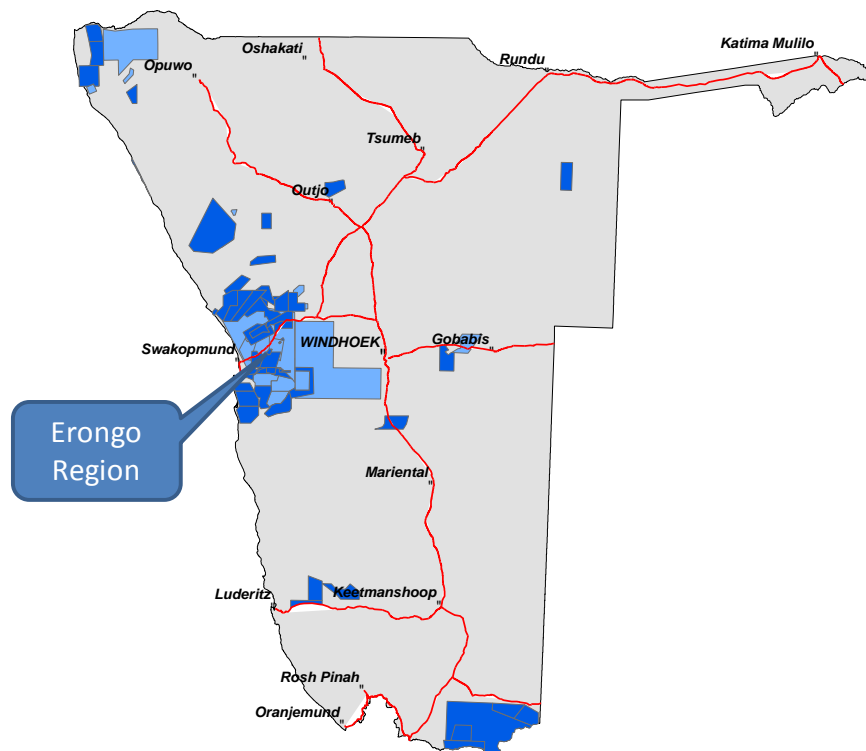 Katima Mulilo
Oshakati
Rundu
Opuwo
Tsumeb
Outjo
Swakopmund
WINDHOEK
Gobabis
Erongo
Region
Mariental
Luderitz
Keetmanshoop
Rosh Pinah
Oranjemund